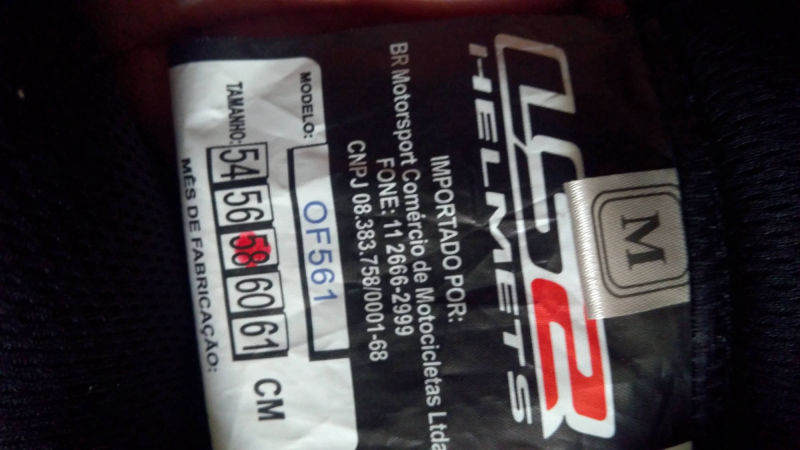 LS2
HELMETS
M
IMPORTADO POR:
BR Motorsport Comércio de Motocicletas Ltda
FONE: 11 2666-2999
CNPJ 08.383.758/0001-68
MODELO: OF561
TAMANHO: 54 56 58 60 61 CM
MÊS DE FABRICAÇÃO: